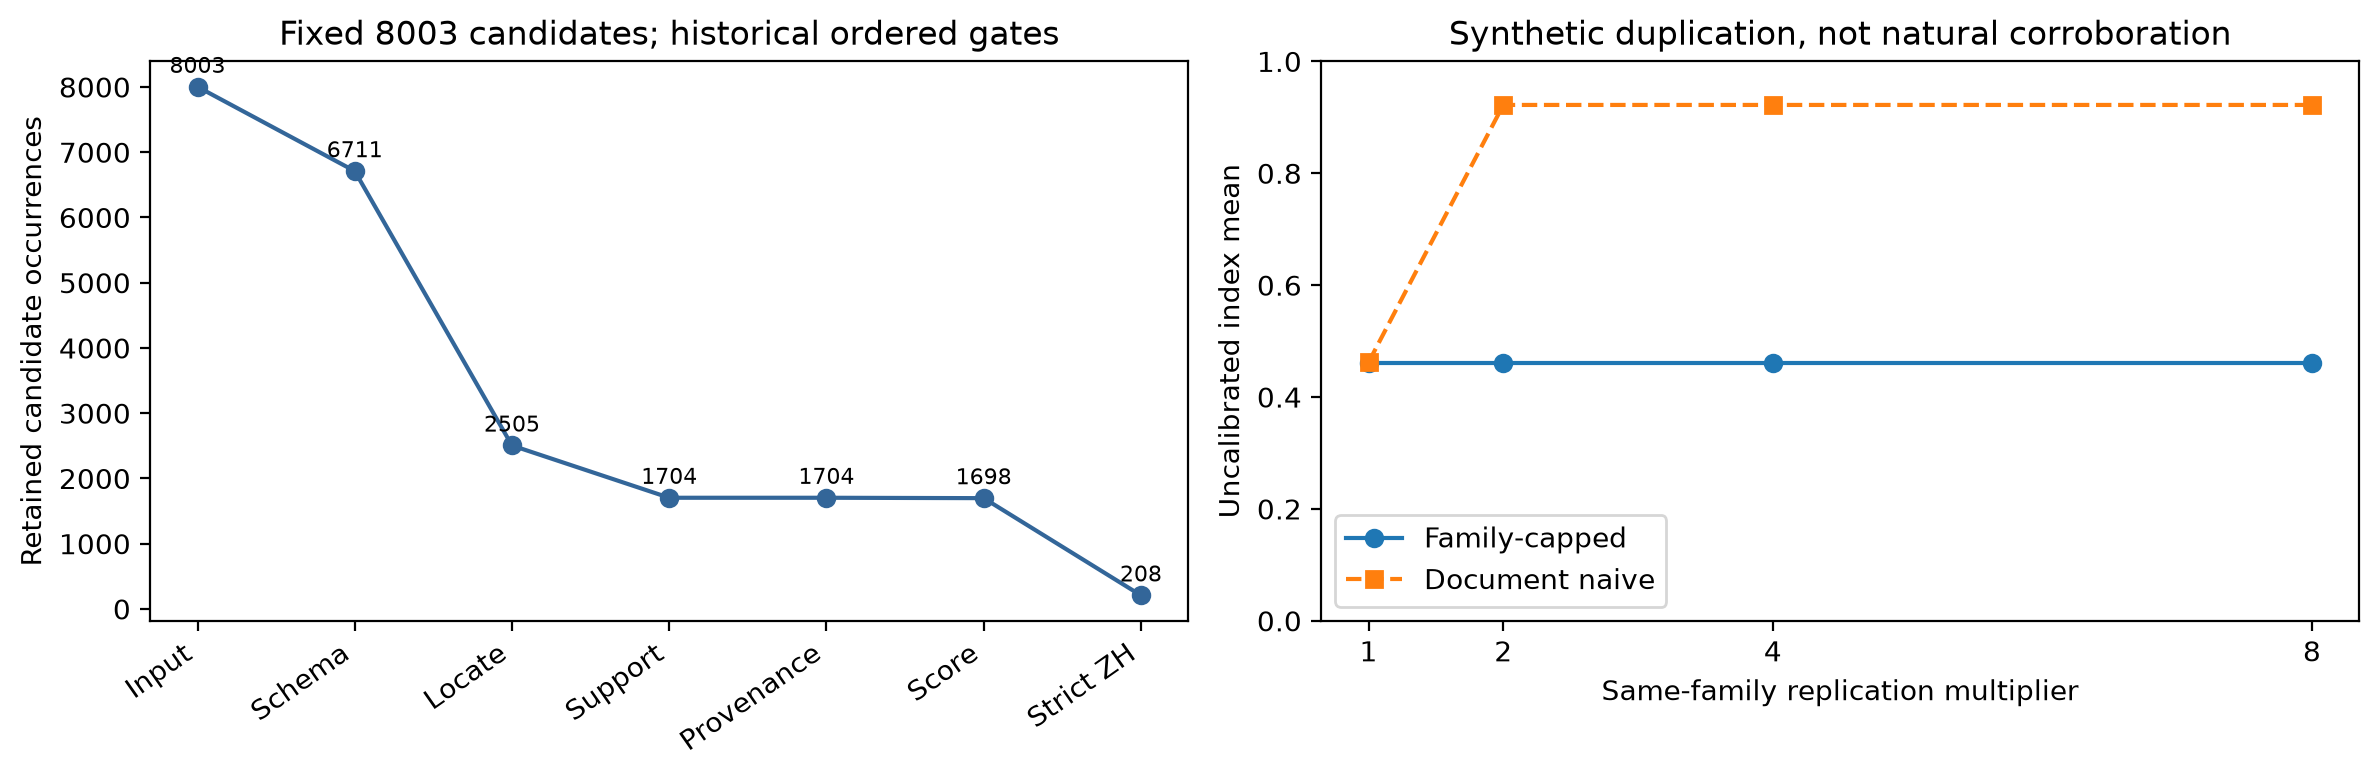 Fixed 8003 candidates; historical ordered gates
Retained candidate occurrences
8000
7000
6000
5000
4000
3000
2000
1000
0
8003
6711
2505
1704
1704
1698
208
Input
Schema
Locate
Support
Provenance
Score
Strict ZH
Synthetic duplication, not natural corroboration
Uncalibrated index mean
1.0
0.8
0.6
0.4
0.2
0.0
Family-capped
Document naive
1
2
4
8
Same-family replication multiplier